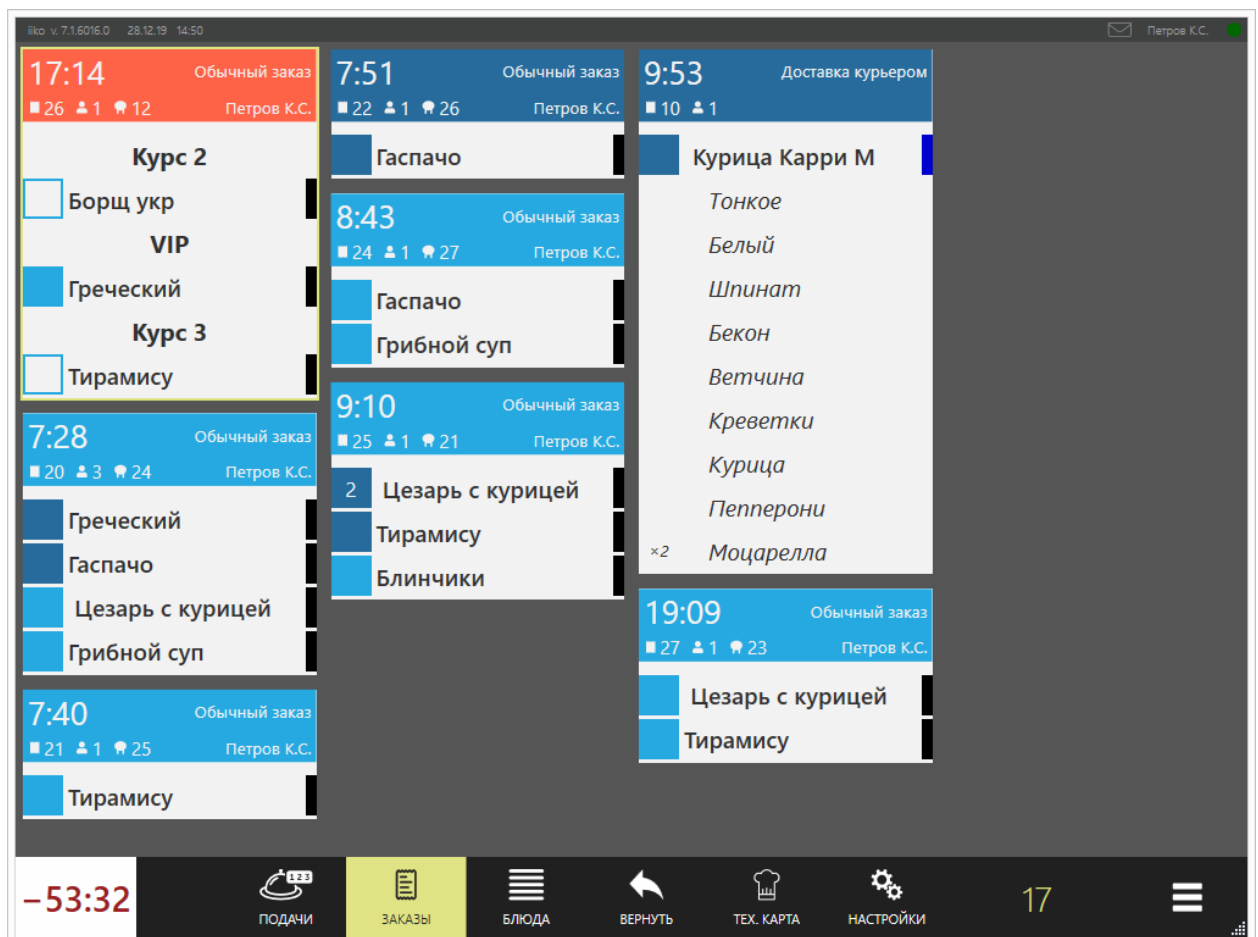 iiko v. 7.1.6016.0 28.12.19 14:50
Петров К.С.
17:14 Обычный заказ
26 1 12 Петров К.С.
Курс 2
Борщ укр
VIP
Греческий
Курс 3
Тирамису
7:28 Обычный заказ
20 3 24 Петров К.С.
Греческий
Гаспачо
Цезарь с курицей
Грибной суп
7:40 Обычный заказ
21 1 25 Петров К.С.
Тирамису
7:51 Обычный заказ
22 1 26 Петров К.С.
Гаспачо
8:43 Обычный заказ
24 1 27 Петров К.С.
Гаспачо
Грибной суп
9:10 Обычный заказ
25 1 21 Петров К.С.
2 Цезарь с курицей
Тирамису
Блинчики
9:53 Доставка курьером
10 1
Курица Карри М
Тонкое
Белый
Шпинат
Бекон
Ветчина
Креветки
Курица
Пепперони
×2 Моцарелла
19:09 Обычный заказ
27 1 23 Петров К.С.
Цезарь с курицей
Тирамису
–53:32
123
ПОДАЧИ
ЗАКАЗЫ
БЛЮДА
ВЕРНУТЬ
ТЕХ. КАРТА
НАСТРОЙКИ
17